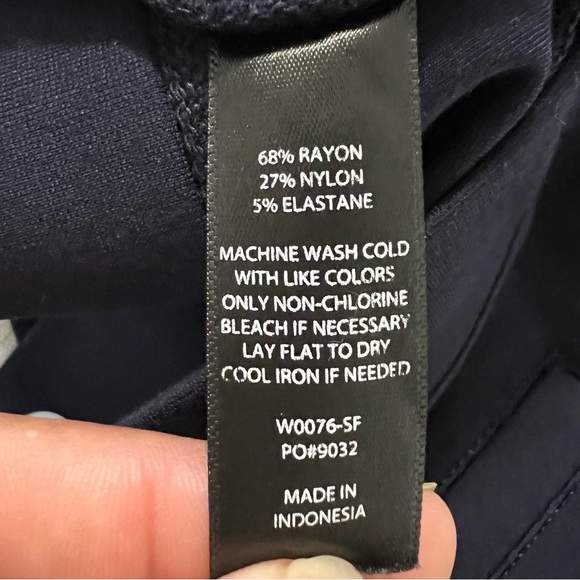 68% RAYON
27% NYLON
5% ELASTANE
MACHINE WASH COLD
WITH LIKE COLORS
ONLY NON-CHLORINE
BLEACH IF NECESSARY
LAY FLAT TO DRY
COOL IRON IF NEEDED
W0076-SF
PO#9032
MADE IN
INDONESIA